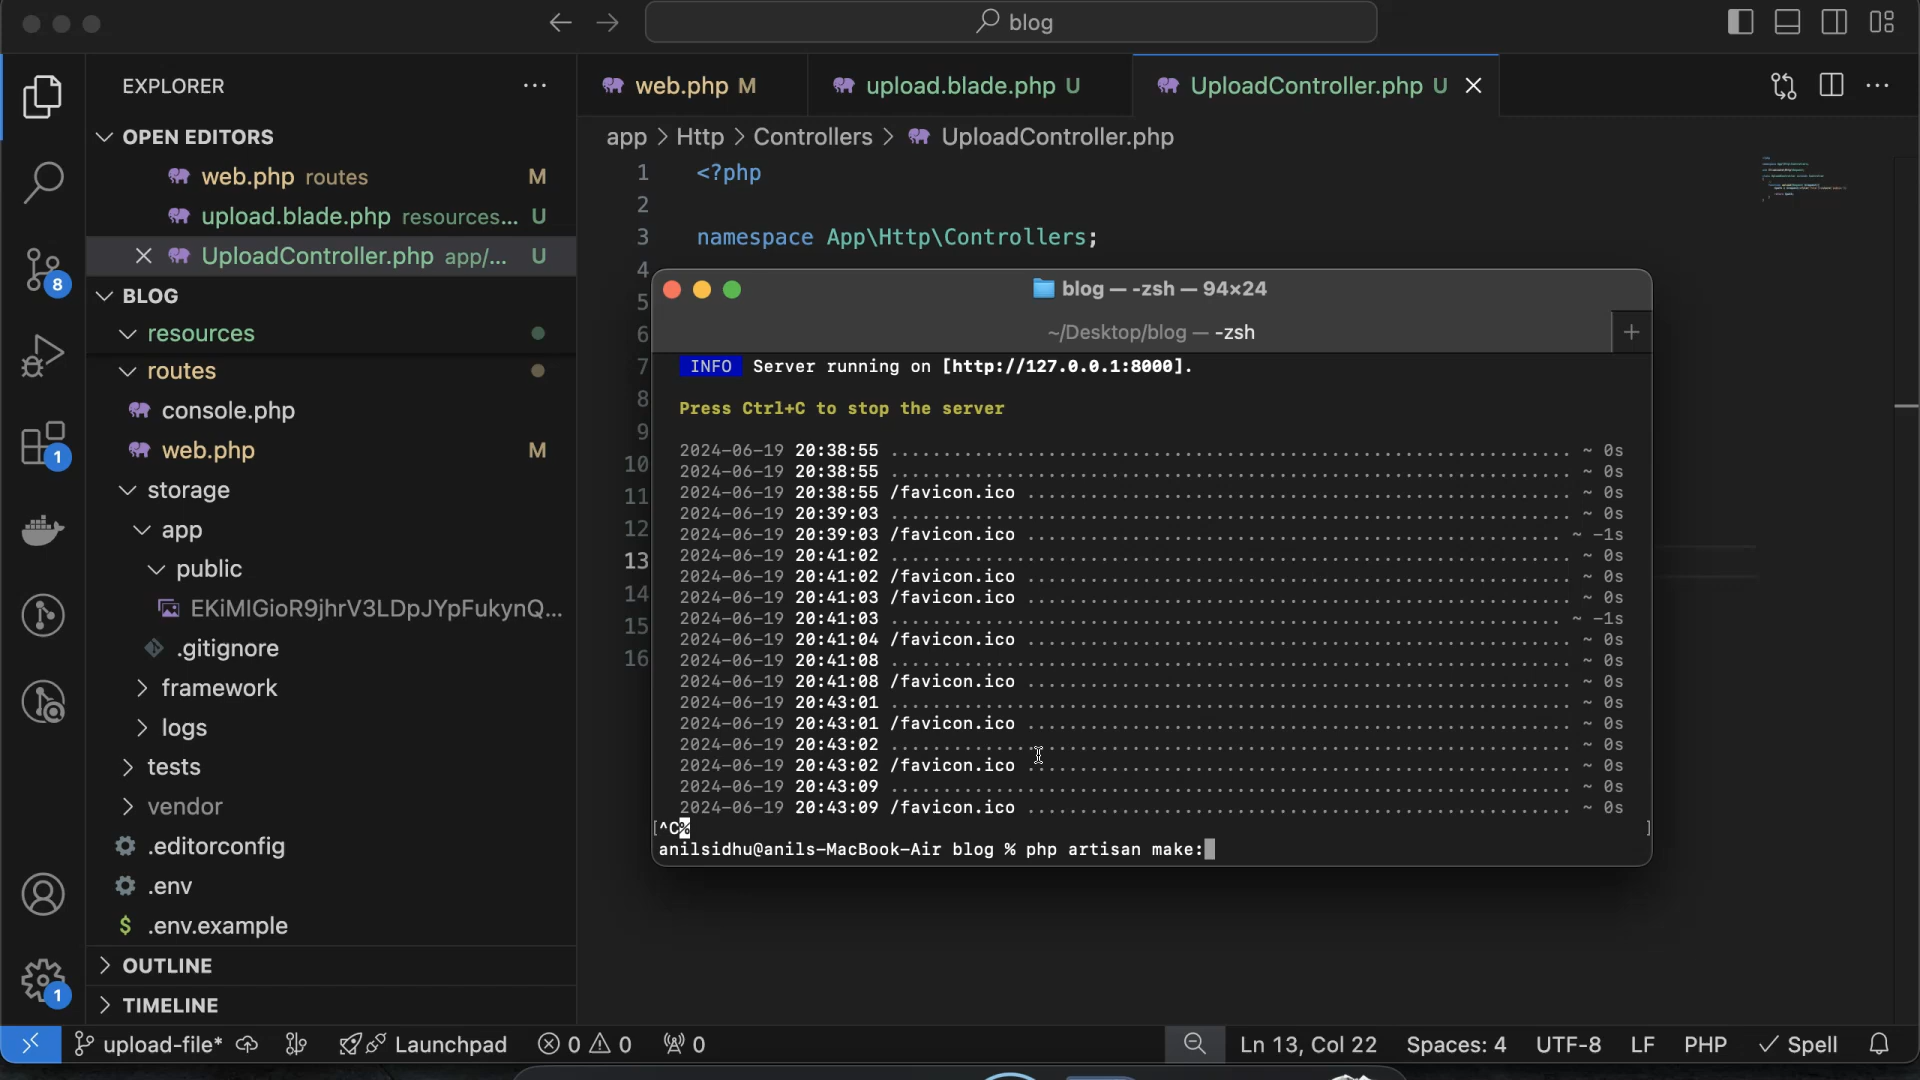 blog
EXPLORER
···
OPEN EDITORS
web.php routes M
upload.blade.php resources... U
UploadController.php app/... U
BLOG
resources
routes
console.php
web.php M
storage
app
public
EKiMIGioR9jhrV3LDpJYpFukynQ...
.gitignore
framework
logs
tests
vendor
.editorconfig
.env
$ .env.example
OUTLINE
TIMELINE
8
1
1
web.php M
upload.blade.php U
UploadController.php U
···
app > Http > Controllers > UploadController.php
1 <?php
2
3 namespace App\Http\Controllers;
4
5
6
7
8
9
10
11
12
13
14
15
16
blog — -zsh — 94×24
~/Desktop/blog — -zsh
+
INFO Server running on [http://127.0.0.1:8000].
Press Ctrl+C to stop the server
2024-06-19 20:38:55 ................................................................. ~ 0s
2024-06-19 20:38:55 ................................................................. ~ 0s
2024-06-19 20:38:55 /favicon.ico .................................................... ~ 0s
2024-06-19 20:39:03 ................................................................. ~ 0s
2024-06-19 20:39:03 /favicon.ico ................................................... ~ -1s
2024-06-19 20:41:02 ................................................................. ~ 0s
2024-06-19 20:41:02 /favicon.ico .................................................... ~ 0s
2024-06-19 20:41:03 /favicon.ico .................................................... ~ 0s
2024-06-19 20:41:03 ................................................................ ~ -1s
2024-06-19 20:41:04 /favicon.ico .................................................... ~ 0s
2024-06-19 20:41:08 ................................................................. ~ 0s
2024-06-19 20:41:08 /favicon.ico .................................................... ~ 0s
2024-06-19 20:43:01 ................................................................. ~ 0s
2024-06-19 20:43:01 /favicon.ico .................................................... ~ 0s
2024-06-19 20:43:02 ................................................................. ~ 0s
2024-06-19 20:43:02 /favicon.ico .................................................... ~ 0s
2024-06-19 20:43:09 ................................................................. ~ 0s
2024-06-19 20:43:09 /favicon.ico .................................................... ~ 0s
[^C% ]
anilsidhu@anils-MacBook-Air blog % php artisan make:
upload-file* Launchpad 0 0 0 Ln 13, Col 22 Spaces: 4 UTF-8 LF PHP Spell